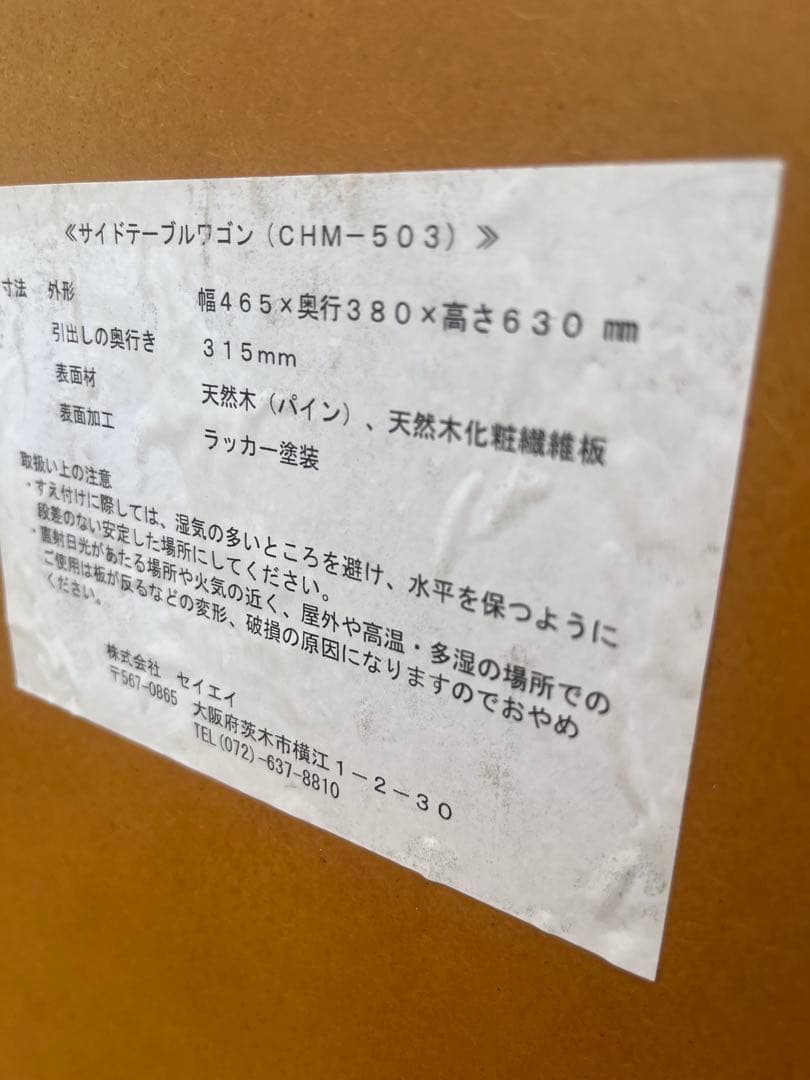 ≪サイドテーブルワゴン（CHM－503）≫
寸法 外形 幅465×奥行380×高さ630 mm
引出しの奥行き 315mm
表面材 天然木（パイン）、天然木化粧繊維板
表面加工 ラッカー塗装
取扱い上の注意
・すえ付けに際しては、湿気の多いところを避け、水平を保つように
段差のない安定した場所にしてください。
・直射日光があたる場所や火気の近く、屋外や高温・多湿の場所での
ご使用は板が反るなどの変形、破損の原因になりますのでおやめ
ください。
株式会社 セイエイ
〒567-0865 大阪府茨木市横江1－2－30
TEL(072)-637-8810